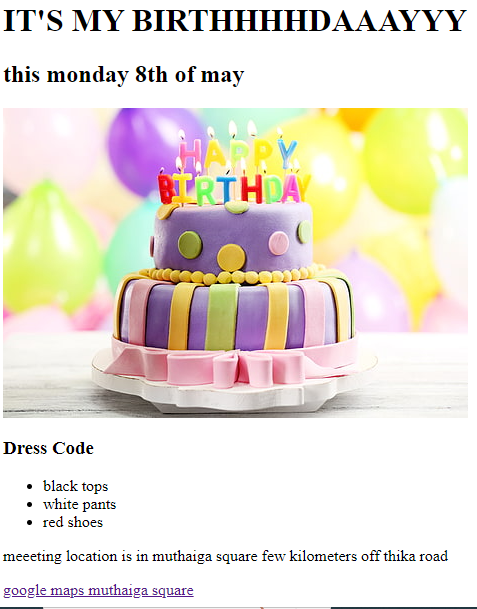 IT'S MY BIRTHHHHDAAAYYY
this monday 8th of may
HAPPY
BIRTHDAY
Dress Code
black tops
white pants
red shoes
meeeting location is in muthaiga square few kilometers off thika road
google maps muthaiga square